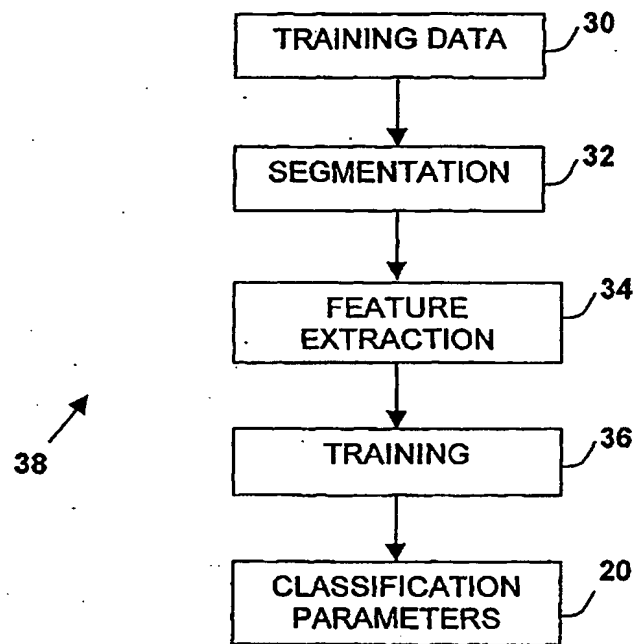 TRAINING DATA
30
SEGMENTATION
32
FEATURE
EXTRACTION
34
TRAINING
36
38
CLASSIFICATION
PARAMETERS
20